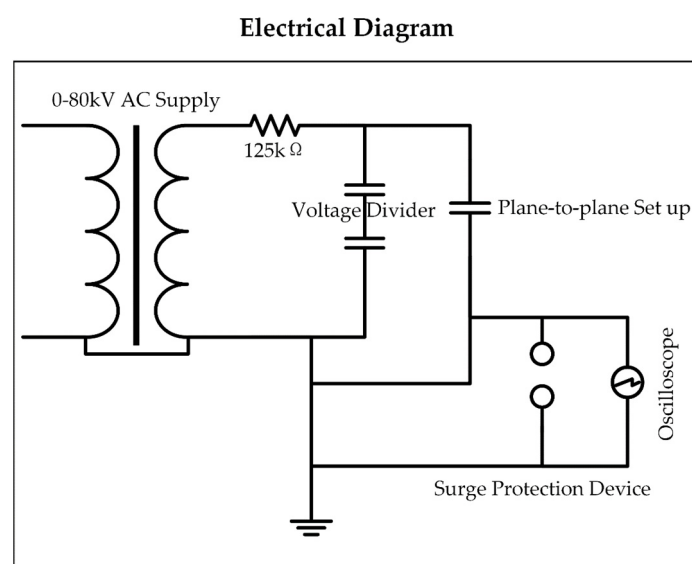 Electrical Diagram
0-80kV AC Supply
125k Ω
Voltage Divider
Plane-to-plane Set up
Oscilloscope
Surge Protection Device